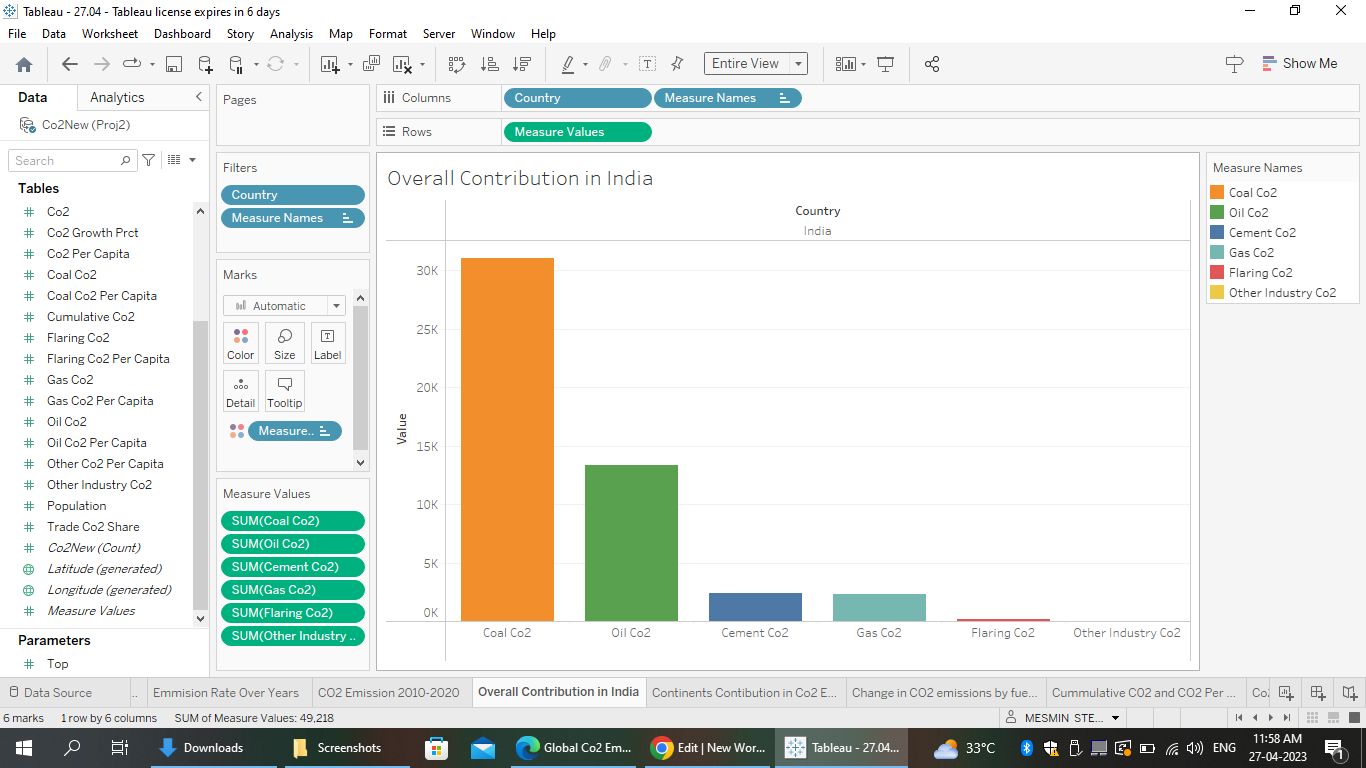 Tableau - 27.04 - Tableau license expires in 6 days
File Data Worksheet Dashboard Story Analysis Map Format Server Window Help
Entire View
Show Me
Data Analytics
Co2New (Proj2)
Search
Tables
Co2
Co2 Growth Prct
Co2 Per Capita
Coal Co2
Coal Co2 Per Capita
Cumulative Co2
Flaring Co2
Flaring Co2 Per Capita
Gas Co2
Gas Co2 Per Capita
Oil Co2
Oil Co2 Per Capita
Other Co2 Per Capita
Other Industry Co2
Population
Trade Co2 Share
Co2New (Count)
Latitude (generated)
Longitude (generated)
Measure Values
Parameters
Top
Pages
Filters
Country
Measure Names
Marks
Automatic
Color Size Label
Detail Tooltip
Measure..
Measure Values
SUM(Coal Co2)
SUM(Oil Co2)
SUM(Cement Co2)
SUM(Gas Co2)
SUM(Flaring Co2)
SUM(Other Industry ..
Columns Country Measure Names
Rows Measure Values
Overall Contribution in India
Country
India
Value
30K
25K
20K
15K
10K
5K
0K
Coal Co2 Oil Co2 Cement Co2 Gas Co2 Flaring Co2 Other Industry Co2
Measure Names
Coal Co2
Oil Co2
Cement Co2
Gas Co2
Flaring Co2
Other Industry Co2
Data Source .. Emmision Rate Over Years CO2 Emission 2010-2020 Overall Contribution in India Continents Contibution in Co2 E... Change in CO2 emissions by fue... Cummulative C02 and CO2 Per ... Co2
6 marks 1 row by 6 columns SUM of Measure Values: 49,218 MESMIN STE...
Downloads Screenshots Global Co2 Em... Edit | New Wor... Tableau - 27.04... 33°C ENG 11:58 AM
27-04-2023
1